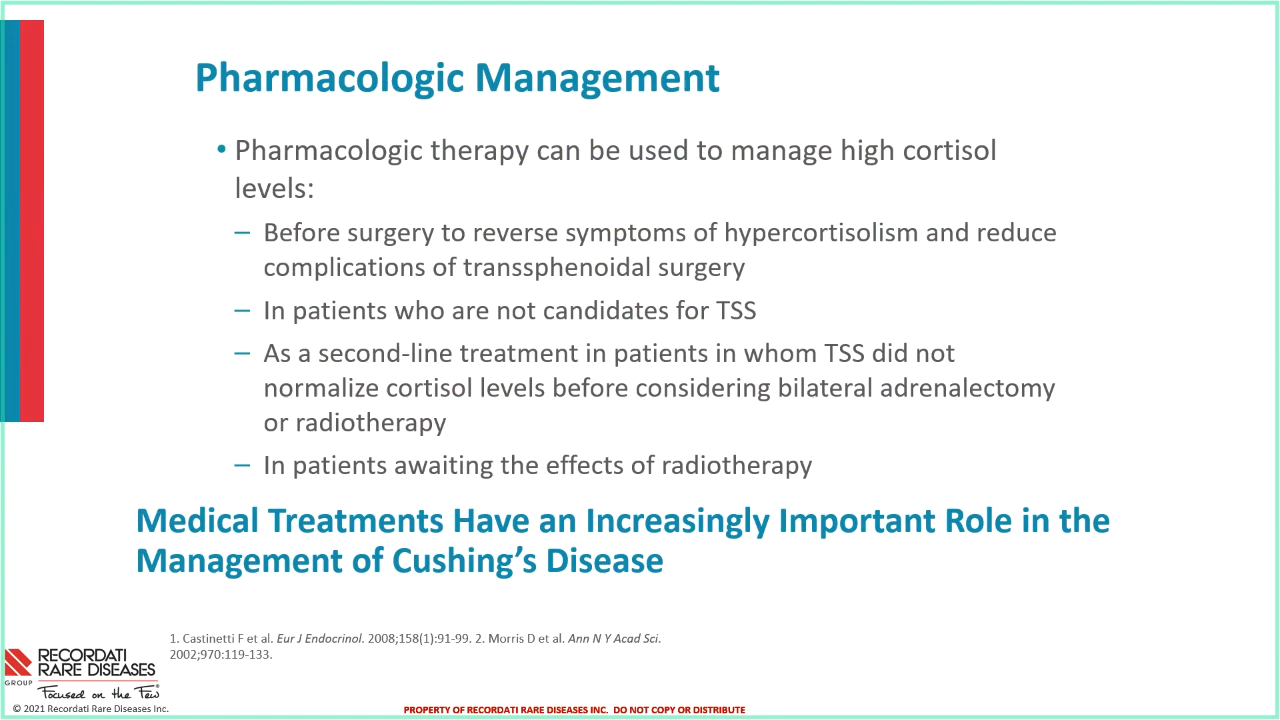 Pharmacologic Management
• Pharmacologic therapy can be used to manage high cortisol
levels:
– Before surgery to reverse symptoms of hypercortisolism and reduce
complications of transsphenoidal surgery
– In patients who are not candidates for TSS
– As a second-line treatment in patients in whom TSS did not
normalize cortisol levels before considering bilateral adrenalectomy
or radiotherapy
– In patients awaiting the effects of radiotherapy
Medical Treatments Have an Increasingly Important Role in the
Management of Cushing’s Disease
1. Castinetti F et al. Eur J Endocrinol. 2008;158(1):91-99. 2. Morris D et al. Ann N Y Acad Sci.
2002;970:119-133.
RECORDATI
RARE DISEASES
GROUP
Focused on the Few®
© 2021 Recordati Rare Diseases Inc.
PROPERTY OF RECORDATI RARE DISEASES INC. DO NOT COPY OR DISTRIBUTE